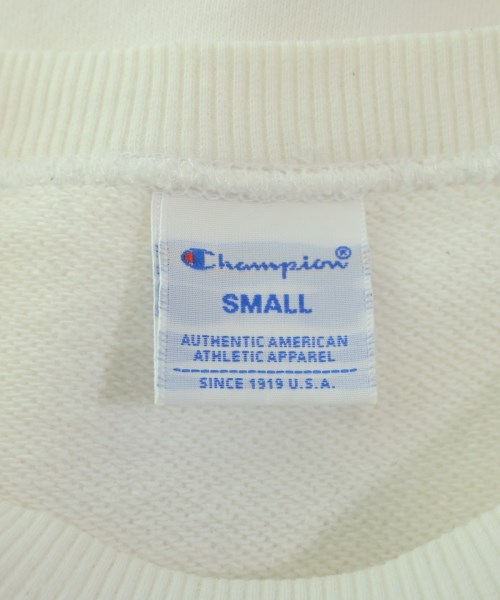 Champion®
SMALL
AUTHENTIC AMERICAN
ATHLETIC APPAREL
SINCE 1919 U.S.A.